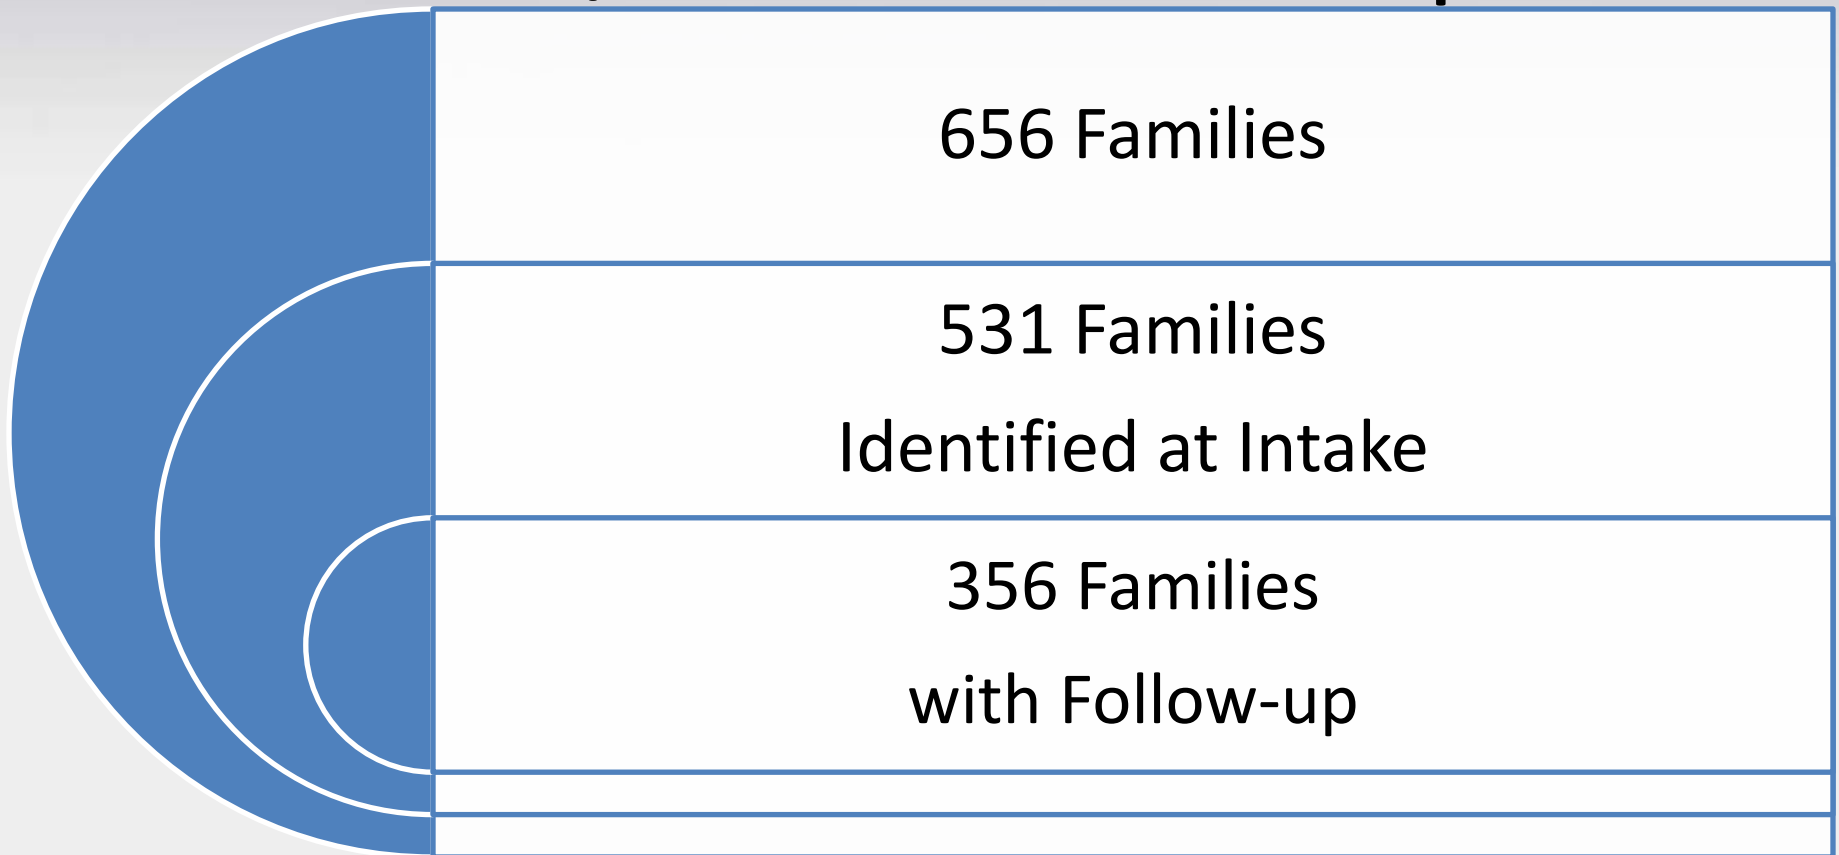 656 Families
531 Families
Identified at Intake
356 Families
with Follow-up